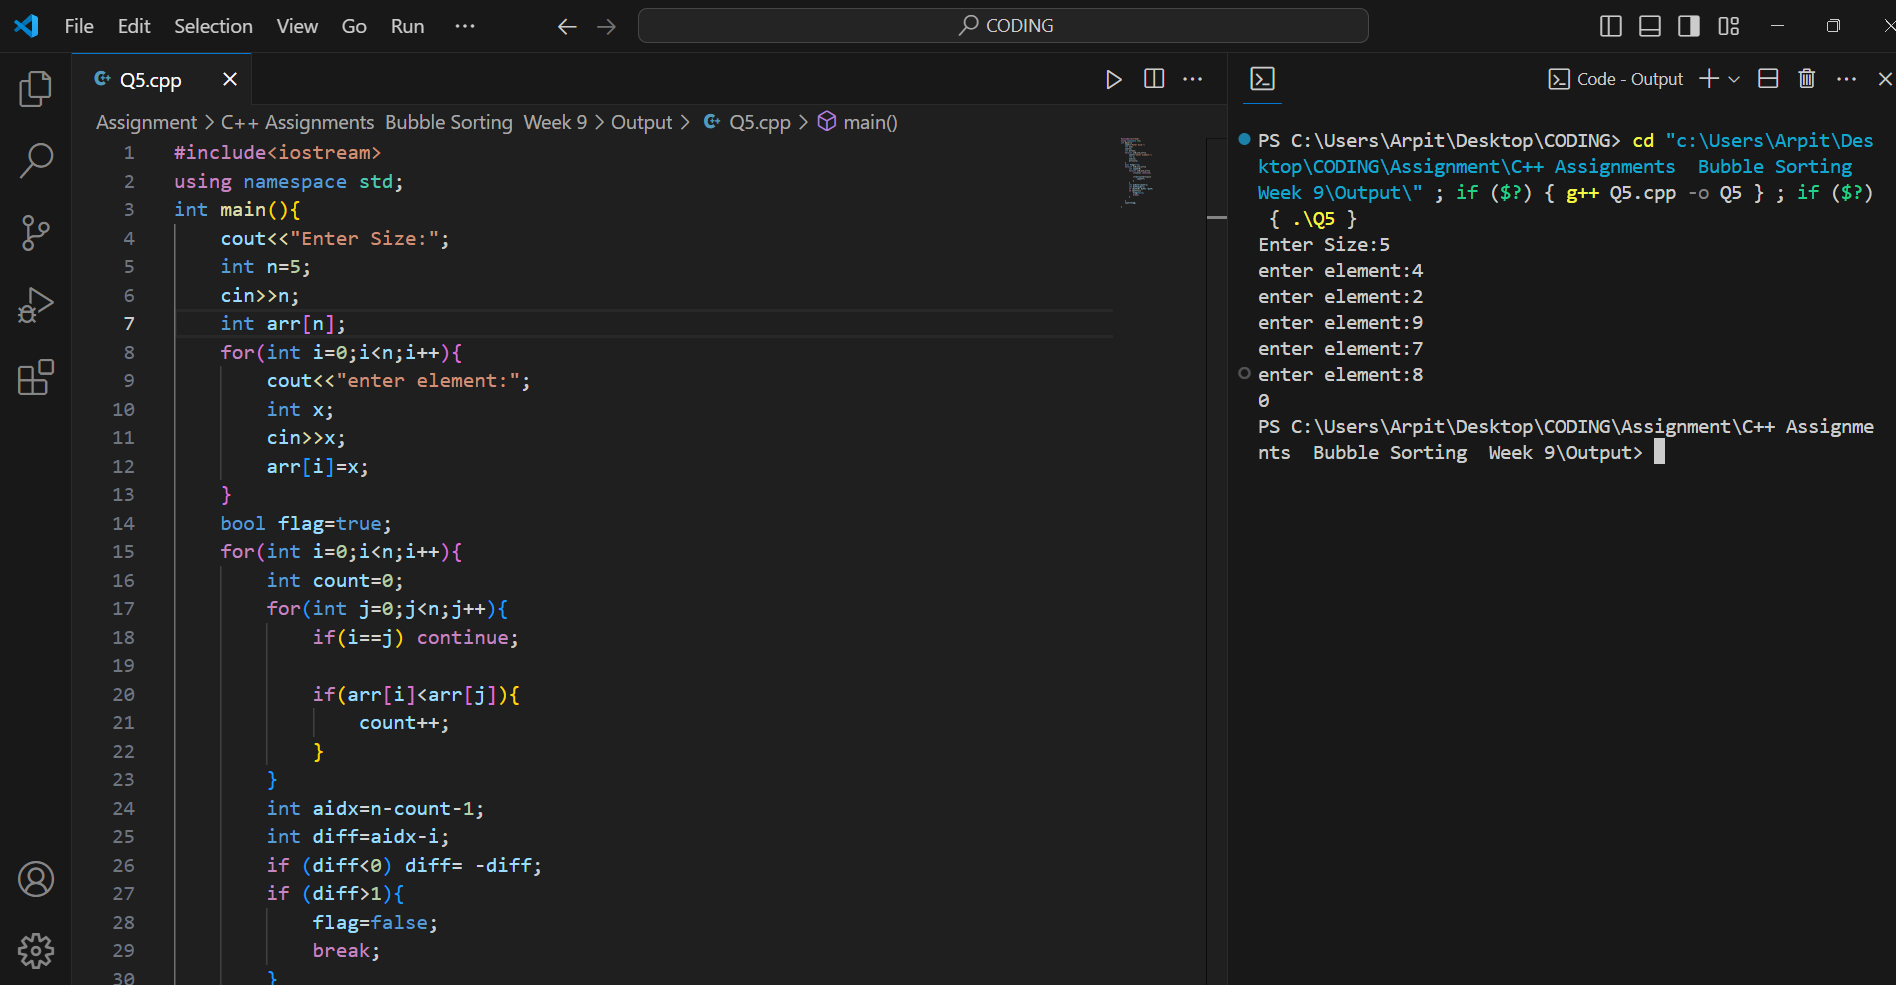 File Edit Selection View Go Run ··· CODING
Q5.cpp
Assignment > C++ Assignments  Bubble Sorting  Week 9 > Output > Q5.cpp > main()
1 #include<iostream>
2 using namespace std;
3 int main(){
4     cout<<"Enter Size:";
5     int n=5;
6     cin>>n;
7     int arr[n];
8     for(int i=0;i<n;i++){
9         cout<<"enter element:";
10         int x;
11         cin>>x;
12         arr[i]=x;
13     }
14     bool flag=true;
15     for(int i=0;i<n;i++){
16         int count=0;
17         for(int j=0;j<n;j++){
18             if(i==j) continue;
19
20             if(arr[i]<arr[j]){
21                 count++;
22             }
23         }
24         int aidx=n-count-1;
25         int diff=aidx-i;
26         if (diff<0) diff= -diff;
27         if (diff>1){
28             flag=false;
29             break;
30         }
Code - Output
PS C:\Users\Arpit\Desktop\CODING> cd "c:\Users\Arpit\Des
ktop\CODING\Assignment\C++ Assignments  Bubble Sorting
Week 9\Output\" ; if ($?) { g++ Q5.cpp -o Q5 } ; if ($?)
{ .\Q5 }
Enter Size:5
enter element:4
enter element:2
enter element:9
enter element:7
enter element:8
0
PS C:\Users\Arpit\Desktop\CODING\Assignment\C++ Assignme
nts  Bubble Sorting  Week 9\Output>